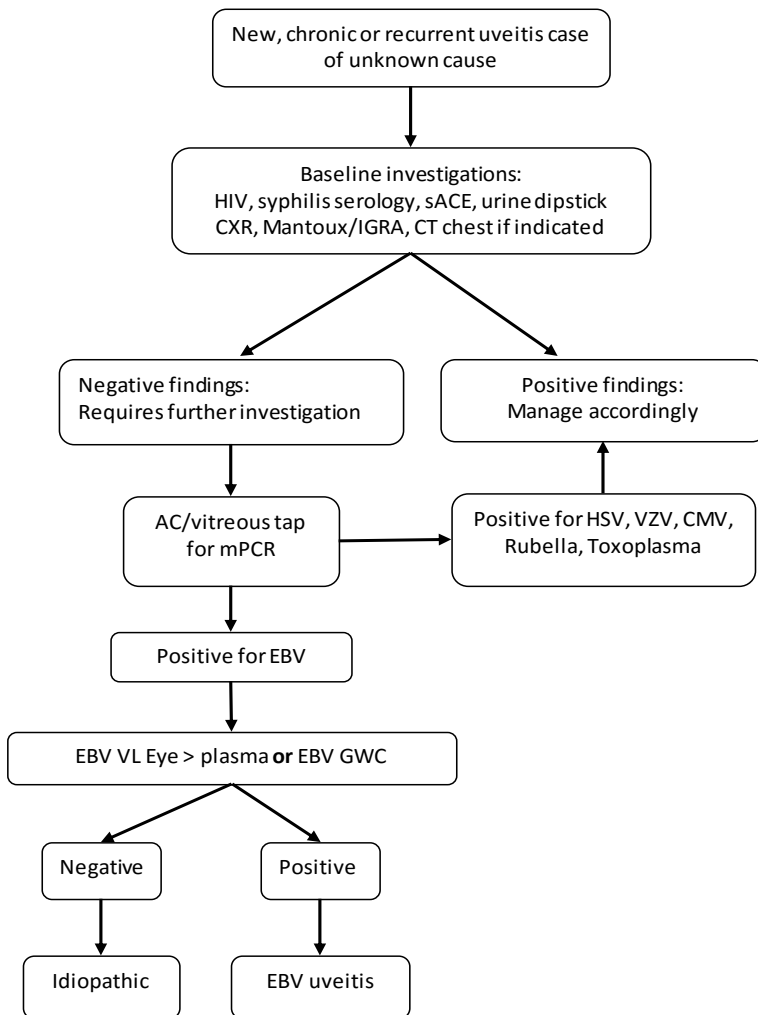 New, chronic or recurrent uveitis case
of unknown cause
Baseline investigations:
HIV, syphilis serology, sACE, urine dipstick
CXR, Mantoux/IGRA, CT chest if indicated
Negative findings:
Requires further investigation
Positive findings:
Manage accordingly
AC/vitreous tap
for mPCR
Positive for HSV, VZV, CMV,
Rubella, Toxoplasma
Positive for EBV
EBV VL Eye > plasma or EBV GWC
Negative
Positive
Idiopathic
EBV uveitis